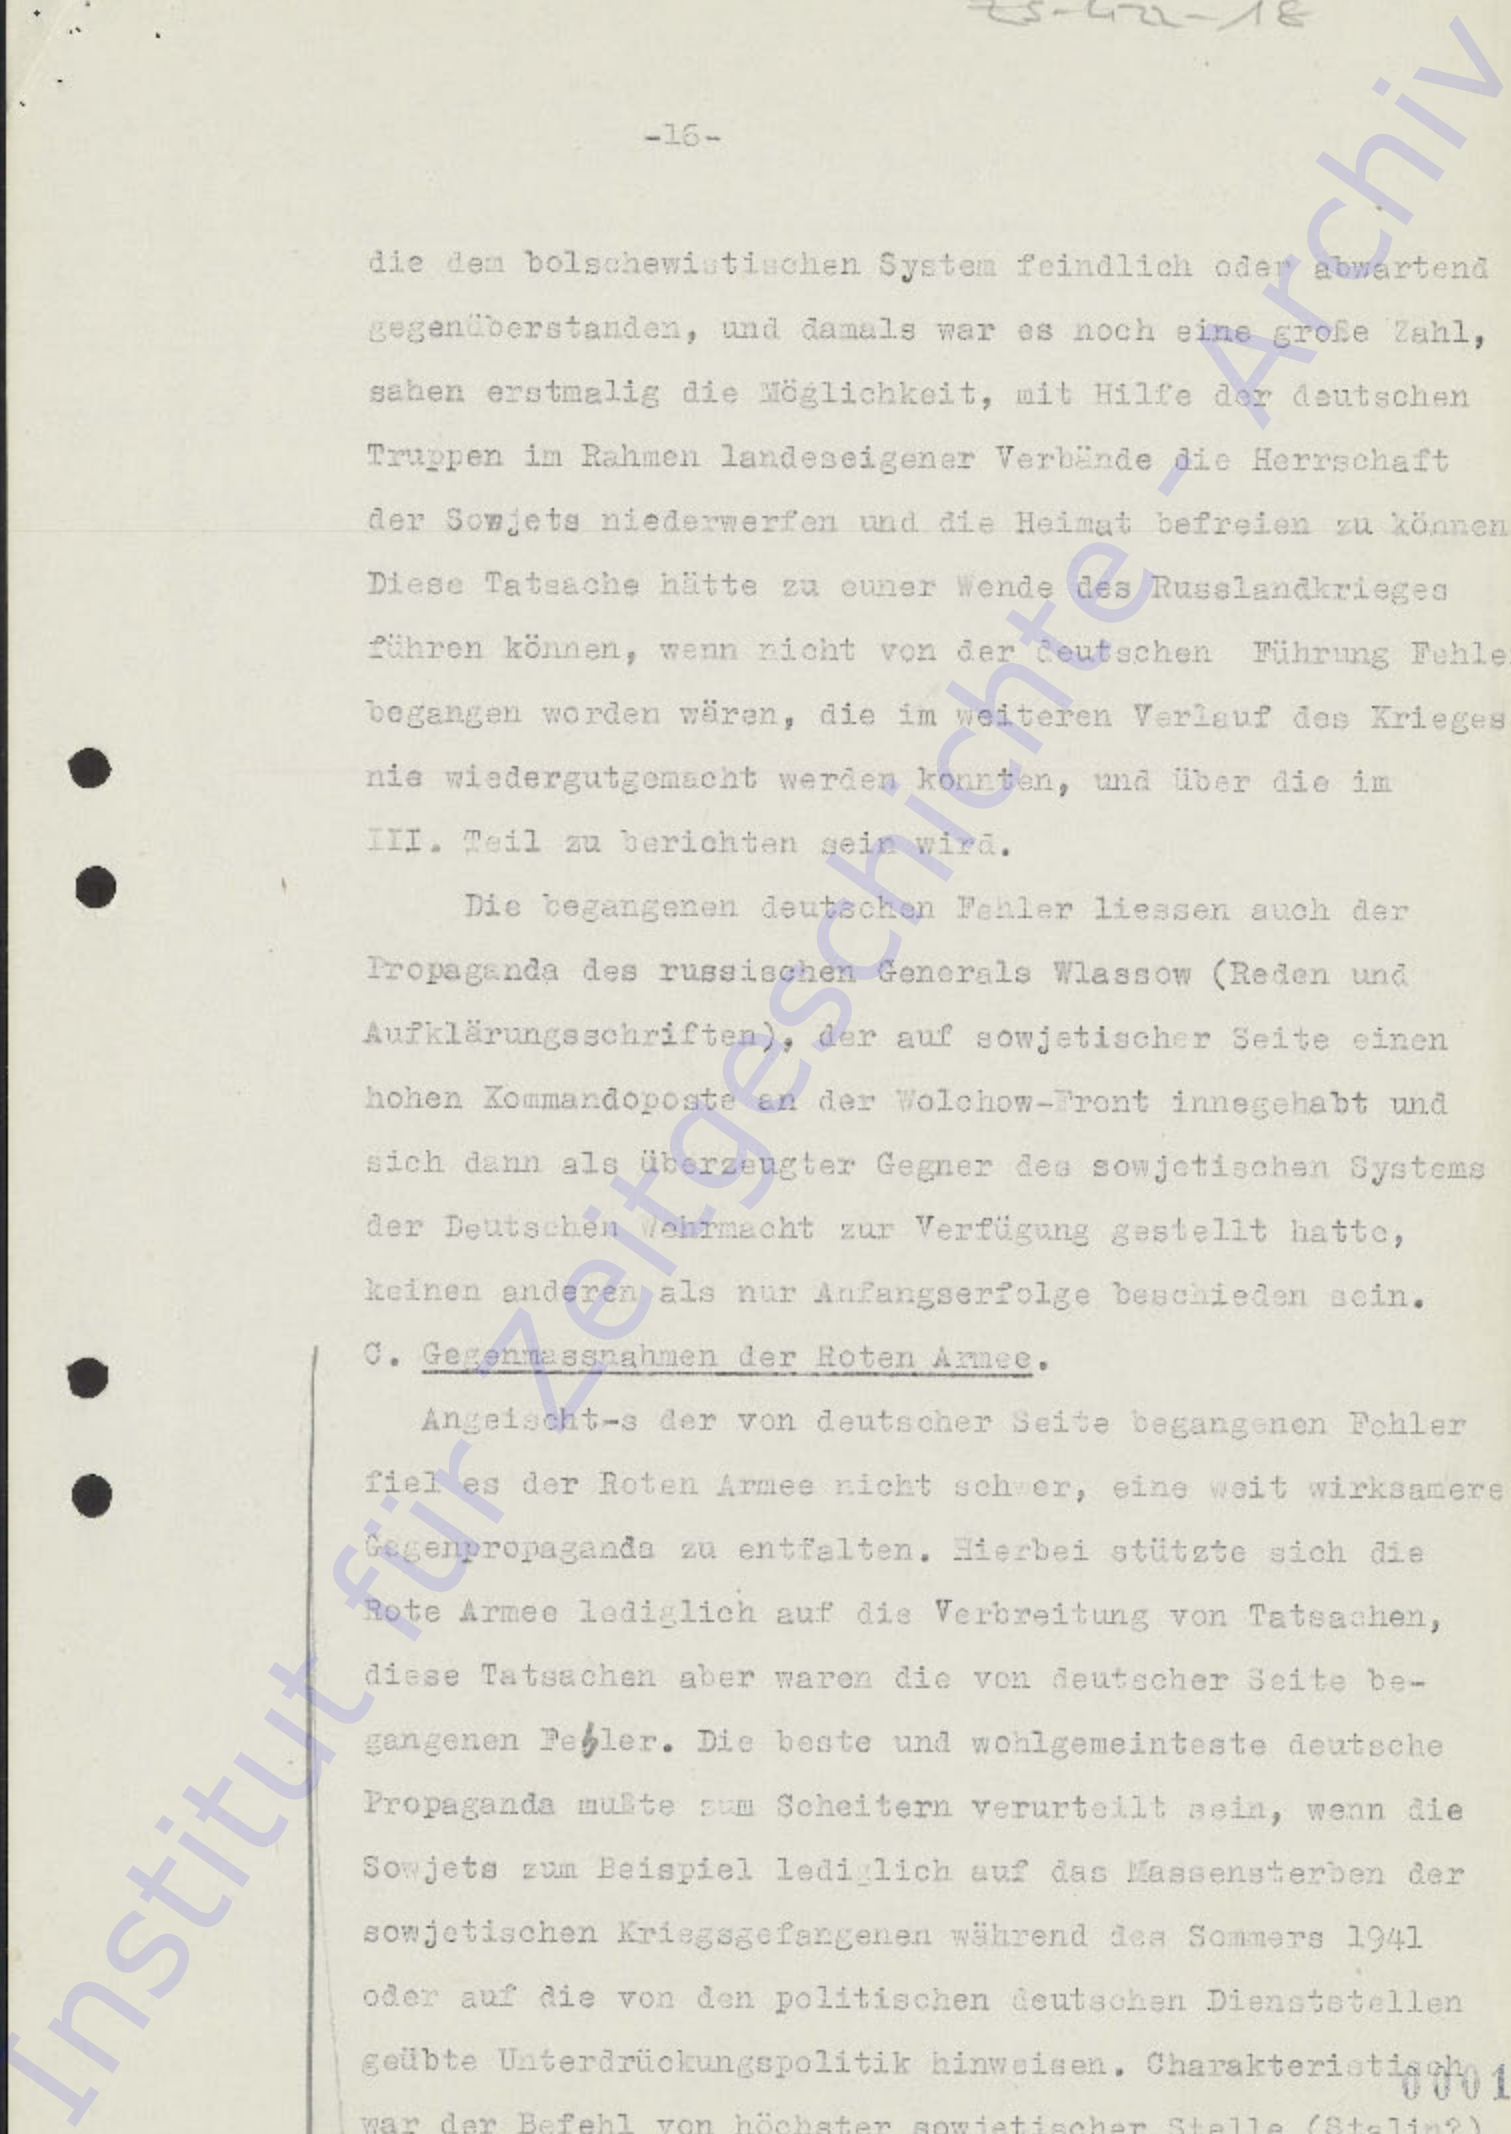 ZS-422-18
-16-
die dem bolschewistischen System feindlich oder abwartend
gegenüberstanden, und damals war es noch eine große Zahl,
sahen erstmalig die Möglichkeit, mit Hilfe der deutschen
Truppen im Rahmen landeseigener Verbände die Herrschaft
der Sowjets niederwerfen und die Heimat befreien zu können
Diese Tatsache hätte zu euner Wende des Russlandkrieges
führen können, wenn nicht von der deutschen Führung Fehle
begangen worden wären, die im weiteren Verlauf des Krieges
nie wiedergutgemacht werden konnten, und über die im
III. Teil zu berichten sein wird.
Die begangenen deutschen Fehler liessen auch der
Propaganda des russischen Generals Wlassow (Reden und
Aufklärungsschriften), der auf sowjetischer Seite einen
hohen Kommandoposte an der Wolchow-Front innegehabt und
sich dann als überzeugter Gegner des sowjetischen Systems
der Deutschen Wehrmacht zur Verfügung gestellt hatte,
keinen anderen als nur Anfangserfolge beschieden sein.
C. Gegenmassnahmen der Roten Armee.
Angeischt-s der von deutscher Seite begangenen Fehler
fiel es der Roten Armee nicht schwer, eine weit wirksamere
Gegenpropaganda zu entfalten. Hierbei stützte sich die
Rote Armee lediglich auf die Verbreitung von Tatsachen,
diese Tatsachen aber waren die von deutscher Seite be-
gangenen Fehler. Die beste und wohlgemeinteste deutsche
Propaganda mußte zum Scheitern verurteilt sein, wenn die
Sowjets zum Beispiel lediglich auf das Massensterben der
sowjetischen Kriegsgefangenen während des Sommers 1941
oder auf die von den politischen deutschen Dienststellen
geübte Unterdrückungspolitik hinweisen. Charakteristisch
0001
war der Befehl von höchster sowjetischer Stelle (Stalin?)
Institut für Zeitgeschichte - Archiv